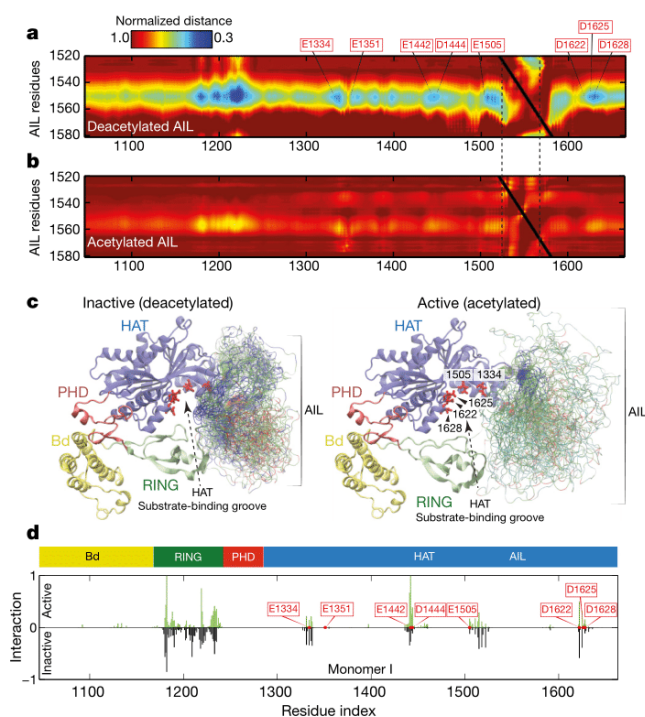 Normalized distance
a 1.0 0.3
E1334 E1351 E1442 D1444 E1505 D1622 D1625 D1628
AIL residues
1520
1540
1560
1580
Deacetylated AIL
1100 1200 1300 1400 1500 1600
b
AIL residues
1520
1540
1560
1580
Acetylated AIL
1100 1200 1300 1400 1500 1600
Residue index
c
Inactive (deacetylated)
HAT
PHD
Bd
RING
AIL
HAT
Substrate-binding groove
Active (acetylated)
HAT
1505 1334
1625
1622
1628
PHD
Bd
RING
AIL
HAT
Substrate-binding groove
d
Bd RING PHD HAT AIL
Interaction
1
0
−1
Active
Inactive
E1334 E1351 E1442 D1444 E1505 D1622 D1625 D1628
Monomer I
1100 1200 1300 1400 1500 1600
Residue index